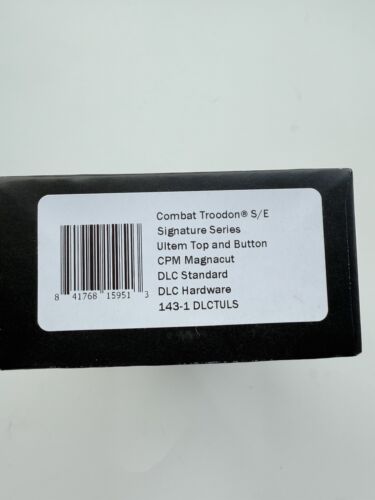 Combat Troodon® S/E
Signature Series
Ultem Top and Button
CPM Magnacut
DLC Standard
DLC Hardware
143-1 DLCTULS
8 41768 15951 3